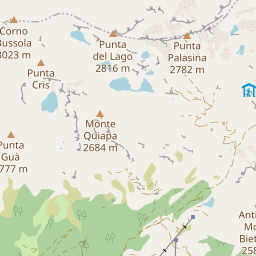 Corno
Bussola
3023 m
Punta
del Lago
2816 m
Punta
Palasina
2782 m
Punta
Cris
Monte
Quiapa
2684 m
Punta
Guà
777 m
Anti
Mo
Biet
258